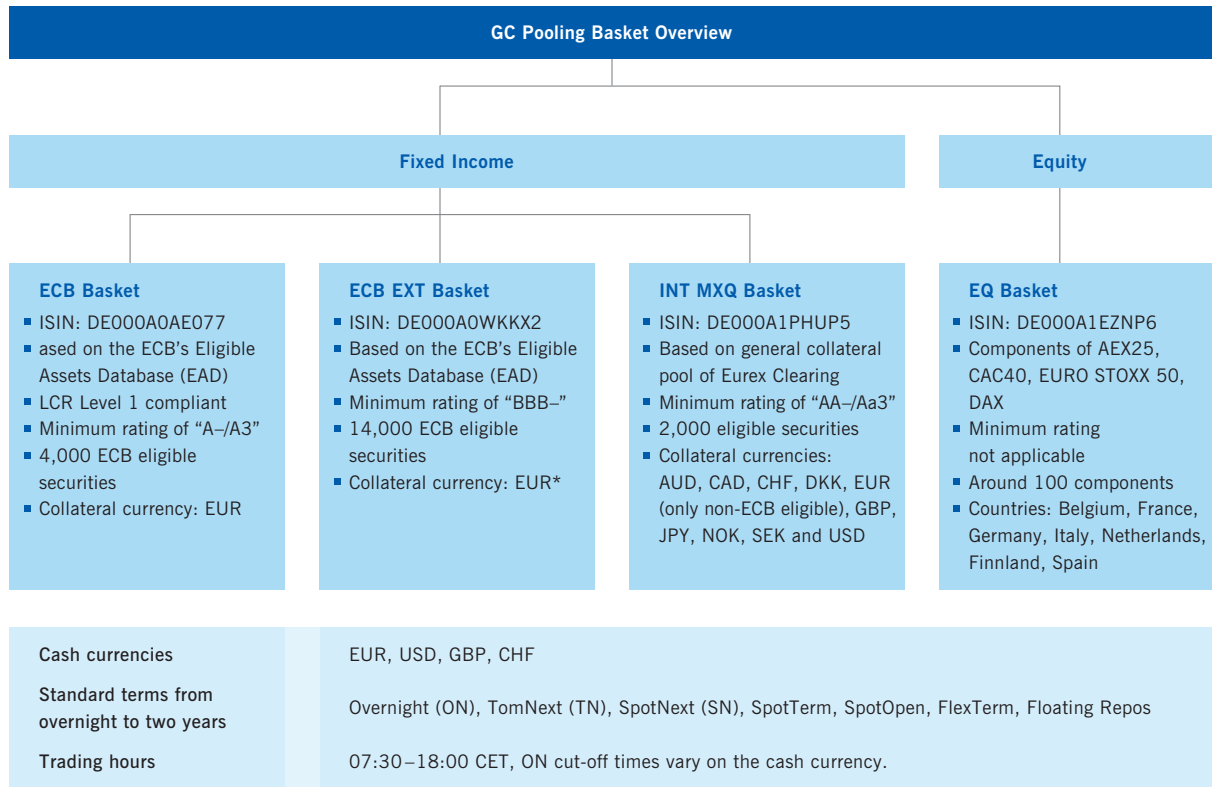 GC Pooling Basket Overview
Fixed Income
Equity
ECB Basket
▪ ISIN: DE000A0AE077
▪ ased on the ECB’s Eligible
Assets Database (EAD)
▪ LCR Level 1 compliant
▪ Minimum rating of “A–/A3”
▪ 4,000 ECB eligible
securities
▪ Collateral currency: EUR
ECB EXT Basket
▪ ISIN: DE000A0WKKX2
▪ Based on the ECB’s Eligible
Assets Database (EAD)
▪ Minimum rating of “BBB–”
▪ 14,000 ECB eligible
securities
▪ Collateral currency: EUR*
INT MXQ Basket
▪ ISIN: DE000A1PHUP5
▪ Based on general collateral
pool of Eurex Clearing
▪ Minimum rating of “AA–/Aa3”
▪ 2,000 eligible securities
▪ Collateral currencies:
AUD, CAD, CHF, DKK, EUR
(only non-ECB eligible), GBP,
JPY, NOK, SEK and USD
EQ Basket
▪ ISIN: DE000A1EZNP6
▪ Components of AEX25,
CAC40, EURO STOXX 50,
DAX
▪ Minimum rating
not applicable
▪ Around 100 components
▪ Countries: Belgium, France,
Germany, Italy, Netherlands,
Finnland, Spain
Cash currencies
EUR, USD, GBP, CHF
Standard terms from
overnight to two years
Overnight (ON), TomNext (TN), SpotNext (SN), SpotTerm, SpotOpen, FlexTerm, Floating Repos
Trading hours
07:30–18:00 CET, ON cut-off times vary on the cash currency.